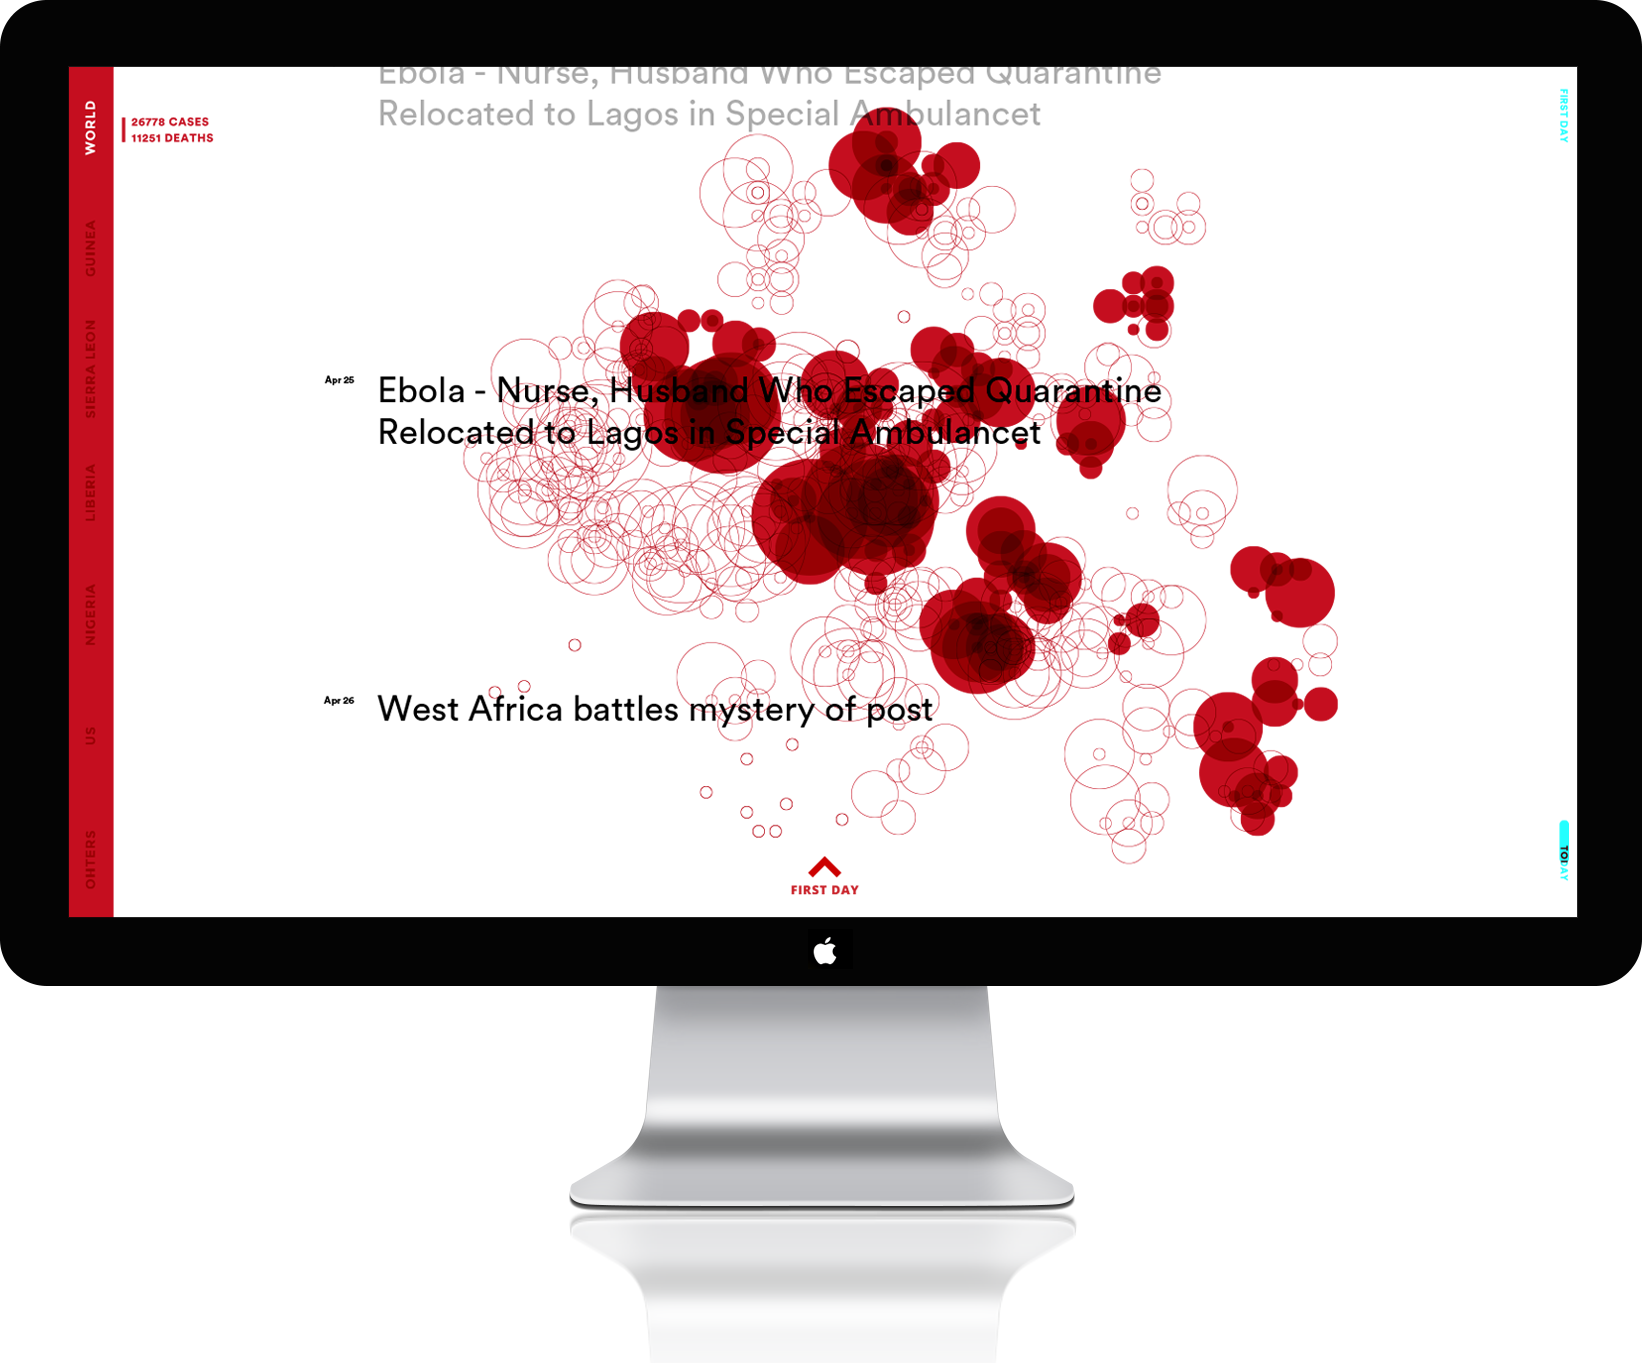 Ebola - Nurse, Husband Who Escaped Quarantine
Relocated to Lagos in Special Ambulancet
WORLD
26778 CASES
11251 DEATHS
GUINEA
SIERRA LEON
LIBERIA
NIGERIA
US
OHTERS
Apr 25
Ebola - Nurse, Husband Who Escaped Quarantine
Relocated to Lagos in Special Ambulancet
Apr 26
West Africa battles mystery of post
FIRST DAY
FIRST DAY
TODAY